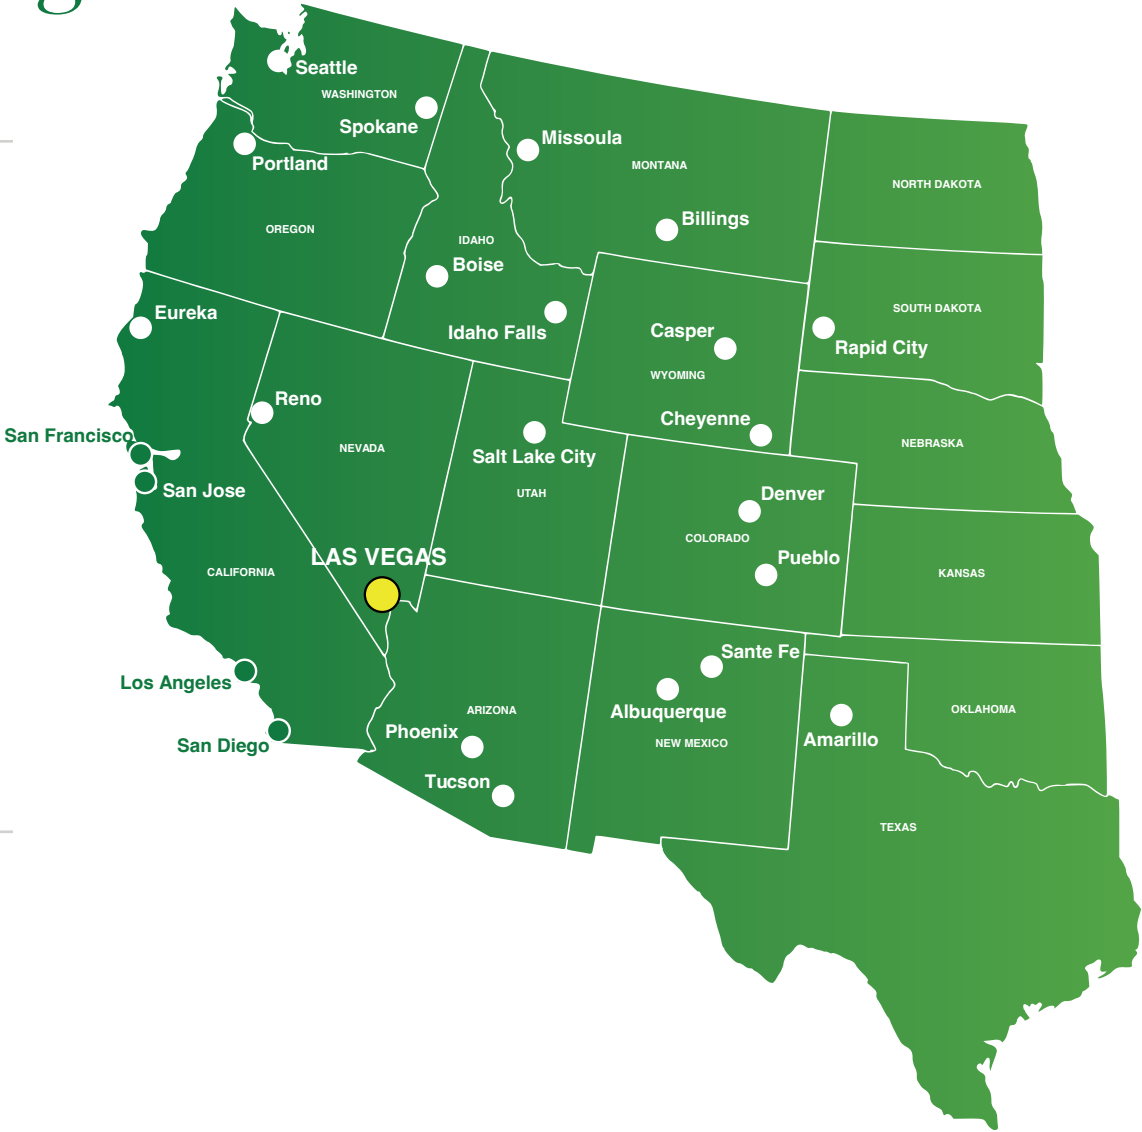 g
Seattle
WASHINGTON
Spokane
Portland
Missoula
MONTANA
NORTH DAKOTA
Billings
OREGON
IDAHO
Boise
Eureka
Idaho Falls
Casper
SOUTH DAKOTA
Rapid City
WYOMING
Reno
Cheyenne
San Francisco
NEVADA
Salt Lake City
NEBRASKA
San Jose
UTAH
Denver
COLORADO
LAS VEGAS
Pueblo
CALIFORNIA
KANSAS
Sante Fe
Los Angeles
ARIZONA
Albuquerque
OKLAHOMA
Phoenix
NEW MEXICO
Amarillo
San Diego
Tucson
TEXAS